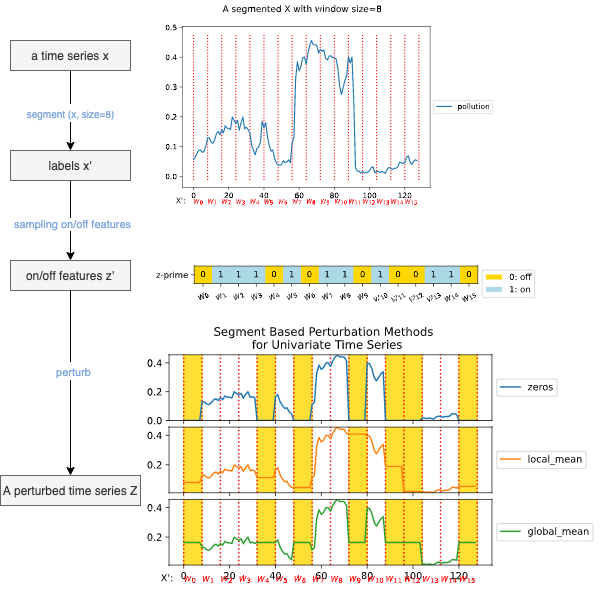 A segmented X with window size=8
a time series x
segment (x, size=8)
labels x'
sampling on/off features
on/off features z'
perturb
A perturbed time series Z
0.5
0.4
0.3
0.2
0.1
0.0
pollution
0 20 40 60 80 100 120
X': W0 W1 W2 W3 W4 W5 W6 W7 W8 W9 W10 W11 W12 W13 W14 W15
z-prime 0 1 1 1 0 1 0 1 1 0 1 0 0 1 1 0
W0 W1 W2 W3 W4 W5 W6 W7 W8 W9 W10 W11 W12 W13 W14 W15
0: off
1: on
Segment Based Perturbation Methods
for Univariate Time Series
0.4
0.2
0.0
zeros
0.4
0.2
local_mean
0.4
0.2
global_mean
0 20 40 60 80 100 120
X': W0 W1 W2 W3 W4 W5 W6 W7 W8 W9 W10 W11 W12 W13 W14 W15